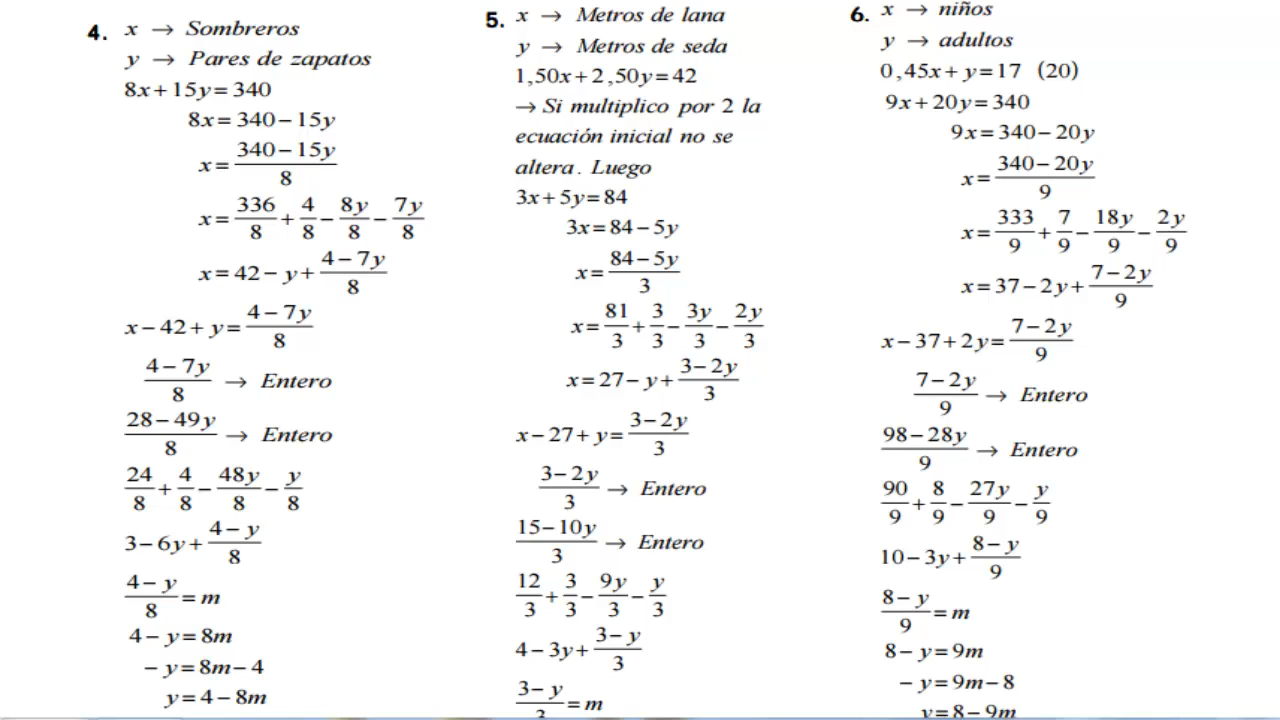 4. x → Sombreros
y → Pares de zapatos
8x+15y=340
8x=340−15y
x=(340−15y)/8
x=336/8+4/8−8y/8−7y/8
x=42−y+(4−7y)/8
x−42+y=(4−7y)/8
(4−7y)/8 → Entero
(28−49y)/8 → Entero
24/8+4/8−48y/8−y/8
3−6y+(4−y)/8
(4−y)/8=m
4−y=8m
−y=8m−4
y=4−8m
5. x → Metros de lana
y → Metros de seda
1,50x+2,50y=42
→ Si multiplico por 2 la
ecuación inicial no se
altera. Luego
3x+5y=84
3x=84−5y
x=(84−5y)/3
x=81/3+3/3−3y/3−2y/3
x=27−y+(3−2y)/3
x−27+y=(3−2y)/3
(3−2y)/3 → Entero
(15−10y)/3 → Entero
12/3+3/3−9y/3−y/3
4−3y+(3−y)/3
(3−y)/3=m
6. x → niños
y → adultos
0,45x+y=17 (20)
9x+20y=340
9x=340−20y
x=(340−20y)/9
x=333/9+7/9−18y/9−2y/9
x=37−2y+(7−2y)/9
x−37+2y=(7−2y)/9
(7−2y)/9 → Entero
(98−28y)/9 → Entero
90/9+8/9−27y/9−y/9
10−3y+(8−y)/9
(8−y)/9=m
8−y=9m
−y=9m−8
y=8−9m